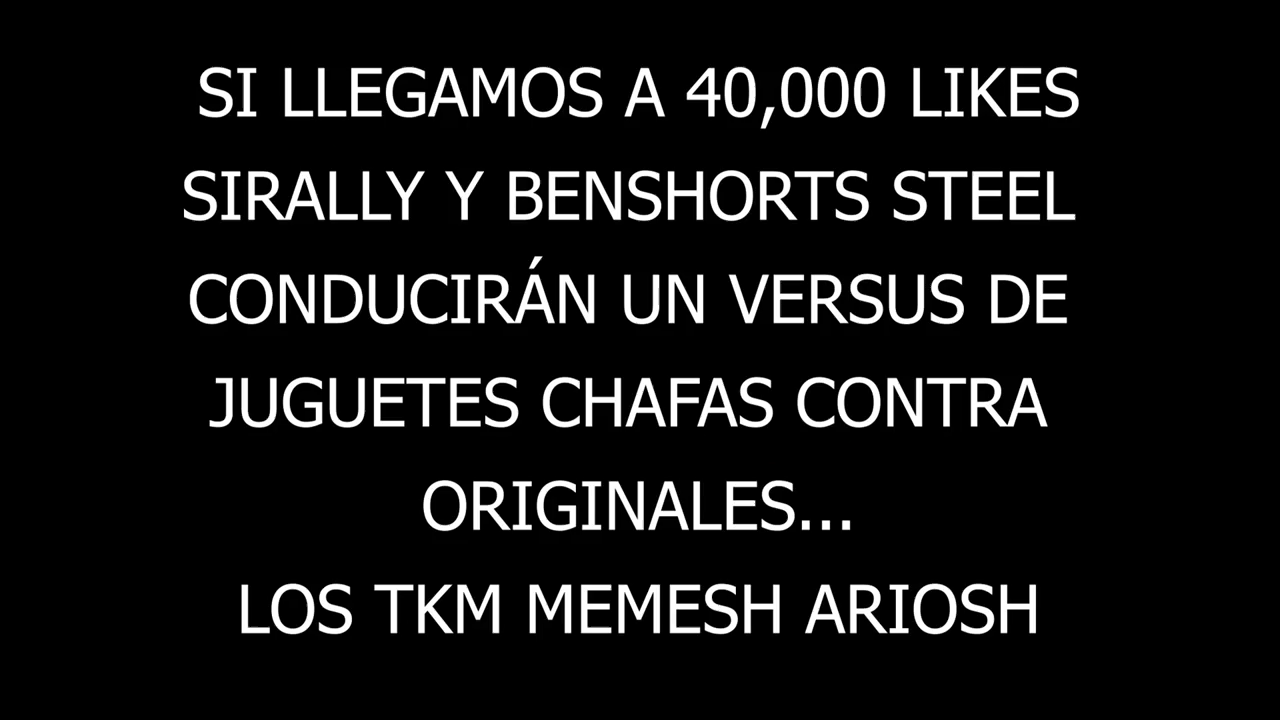 SI LLEGAMOS A 40,000 LIKES
SIRALLY Y BENSHORTS STEEL
CONDUCIRÁN UN VERSUS DE
JUGUETES CHAFAS CONTRA
ORIGINALES...
LOS TKM MEMESH ARIOSH